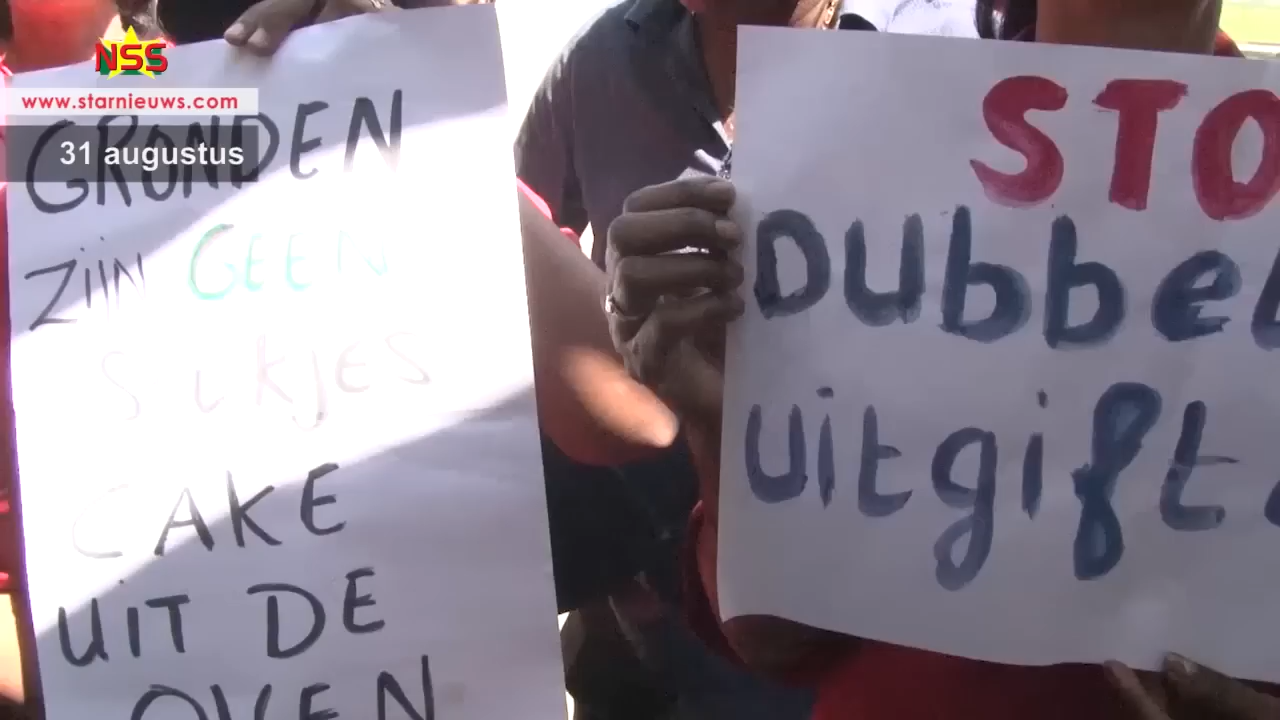 NSS
www.starnieuws.com
31 augustus
GRONDEN
ZijN GEEN
STUKJES
CAKE
UiT DE
OVEN
STO
Dubbe
uitgift